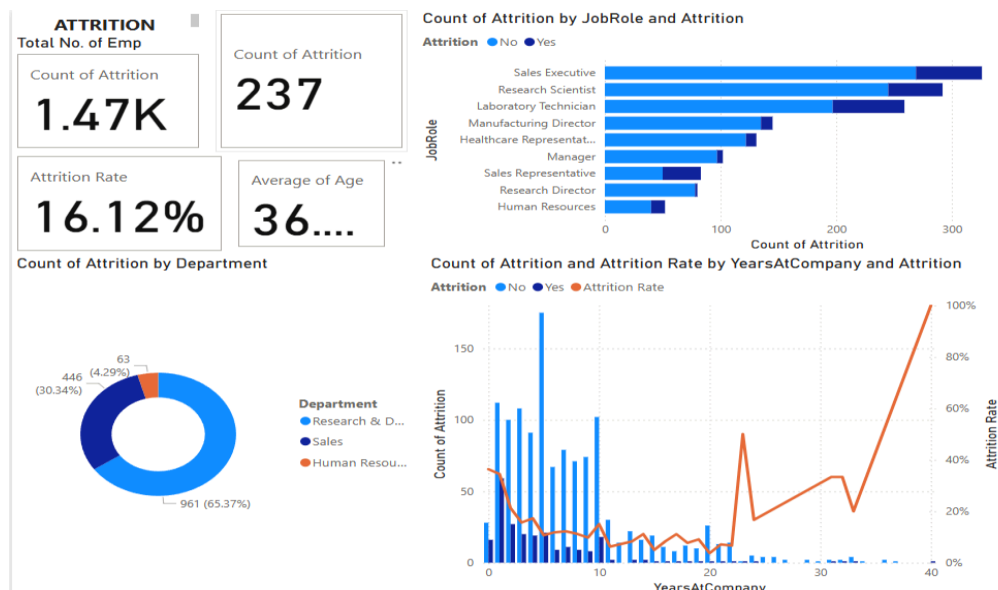 ATTRITION
Total No. of Emp
Count of Attrition
1.47K
Count of Attrition
237
Attrition Rate
16.12%
Average of Age
36....
Count of Attrition by JobRole and Attrition
Attrition No Yes
JobRole
Sales Executive
Research Scientist
Laboratory Technician
Manufacturing Director
Healthcare Representat...
Manager
Sales Representative
Research Director
Human Resources
0 100 200 300
Count of Attrition
Count of Attrition by Department
63
(4.29%)
446
(30.34%)
961 (65.37%)
Department
Research & D...
Sales
Human Resou...
Count of Attrition and Attrition Rate by YearsAtCompany and Attrition
Attrition No Yes Attrition Rate
Count of Attrition
150
100
50
0
100%
80%
60%
40%
20%
0%
Attrition Rate
0 10 20 30 40
YearsAtCompany